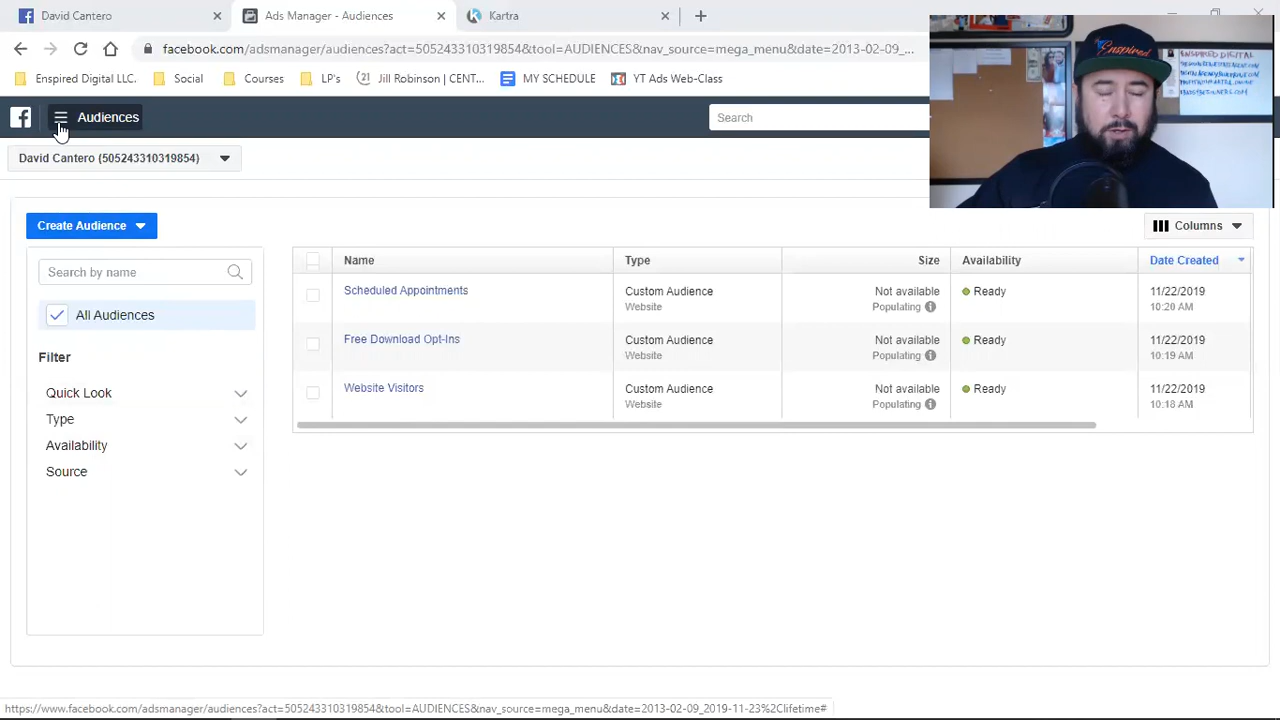 David Cantero
Ads Manager - Audiences
Kartra
facebook.com/adsmanager/audiences?act=505243310319854&tool=AUDIENCES&nav_source=mega_menu&date=2013-02-09_...
Enspired Digital LLC.
Social
Courses
LP's
Jill Robinson | CENT...
SCHEDULE
YT Ads Web-Class
Audiences
Search
David Cantero (505243310319854)
Create Audience
Columns
Search by name
All Audiences
Filter
Quick Look
Type
Availability
Source
Name Type Size Availability Date Created
Scheduled Appointments Custom Audience Not available Ready 11/22/2019
Website Populating 10:20 AM
Free Download Opt-Ins Custom Audience Not available Ready 11/22/2019
Website Populating 10:19 AM
Website Visitors Custom Audience Not available Ready 11/22/2019
Website Populating 10:18 AM
Enspired
ENSPIRED DIGITAL
https://www.facebook.com/adsmanager/audiences?act=505243310319854&tool=AUDIENCES&nav_source=mega_menu&date=2013-02-09_2019-11-23%2Clifetime#